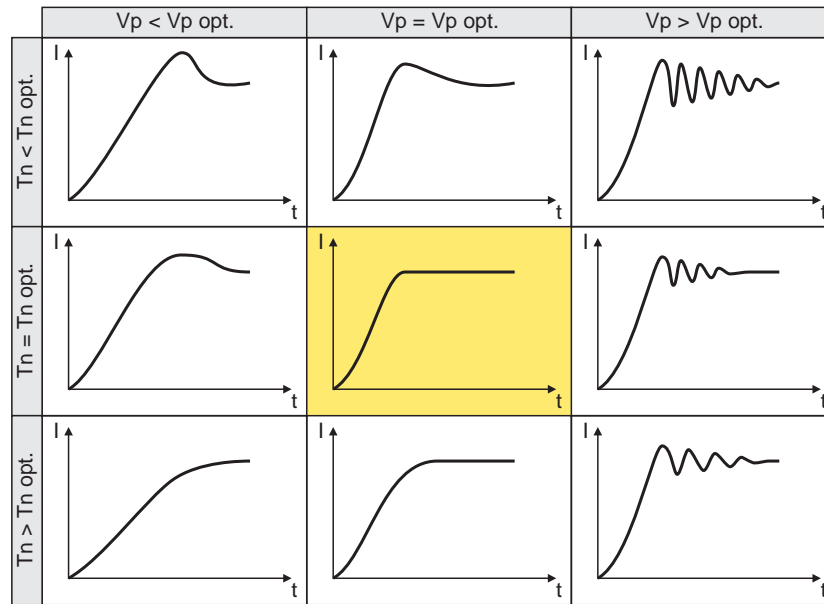 Vp < Vp opt.
Vp = Vp opt.
Vp > Vp opt.
Tn < Tn opt.
I
t
I
t
I
t
Tn = Tn opt.
I
t
I
t
I
t
Tn > Tn opt.
I
t
I
t
I
t